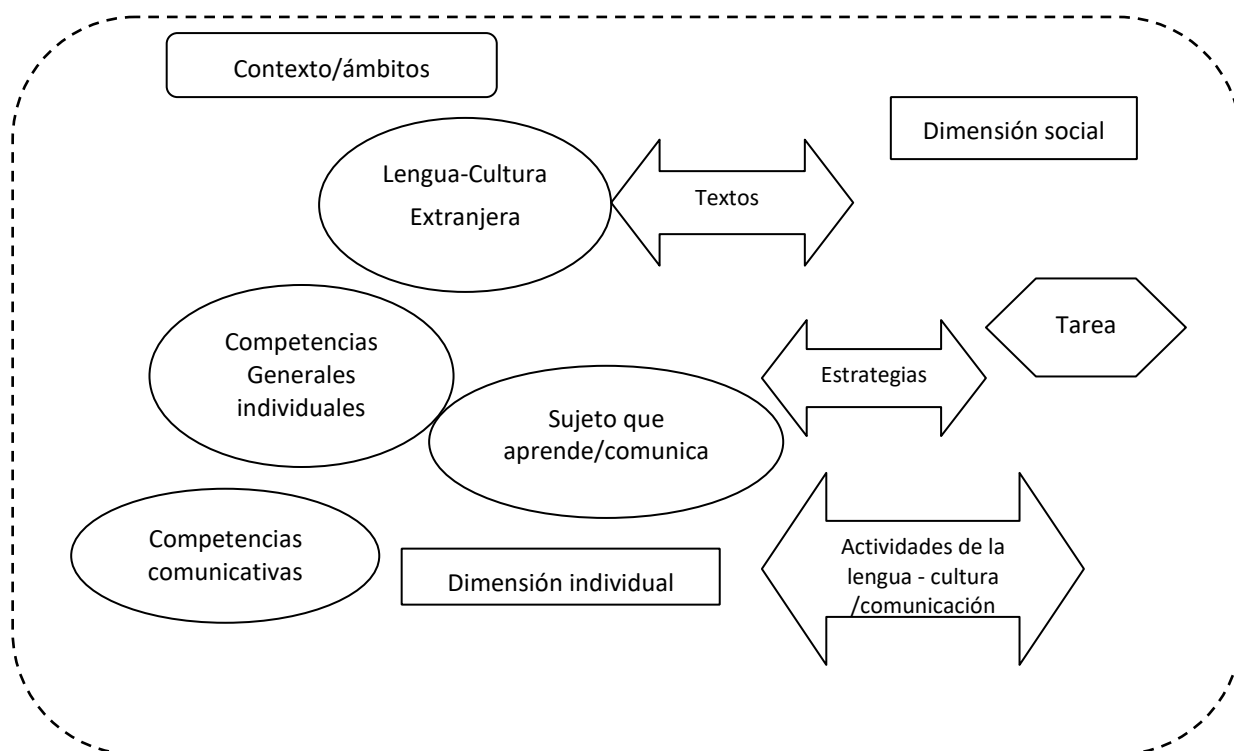 Contexto/ámbitos
Dimensión social
Lengua-Cultura
Extranjera
Textos
Competencias
Generales
individuales
Estrategias
Tarea
Sujeto que
aprende/comunica
Competencias
comunicativas
Dimensión individual
Actividades de la
lengua - cultura
/comunicación